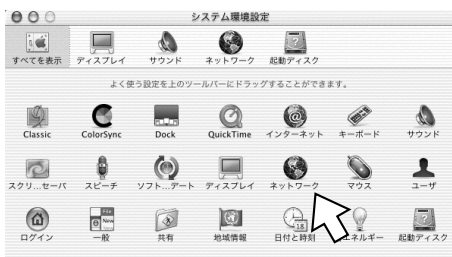 システム環境設定
すべてを表示 ディスプレイ サウンド ネットワーク 起動ディスク
よく使う設定を上のツールバーにドラッグすることができます。
Classic ColorSync Dock QuickTime インターネット キーボード サウンド
スクリ...セーバ スピーチ ソフト...デート ディスプレイ ネットワーク マウス ユーザ
File
New
18
ログイン 一般 共有 地域情報 日付と時刻 エネルギー 起動ディスク